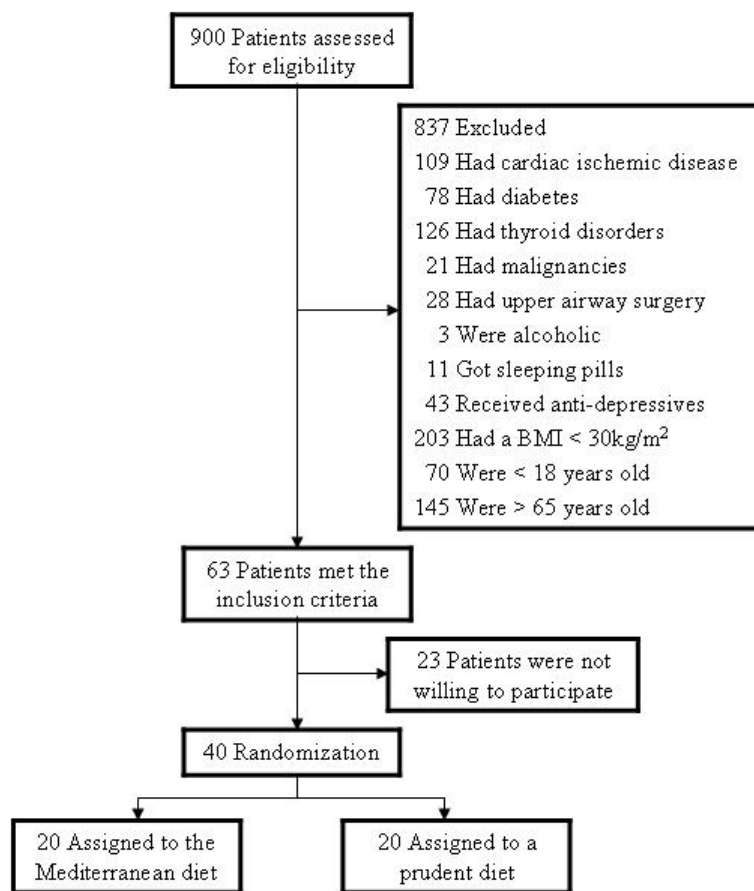 900 Patients assessed
for eligibility
837 Excluded
109 Had cardiac ischemic disease
78 Had diabetes
126 Had thyroid disorders
21 Had malignancies
28 Had upper airway surgery
3 Were alcoholic
11 Got sleeping pills
43 Received anti-depressives
203 Had a BMI < 30kg/m²
70 Were < 18 years old
145 Were > 65 years old
63 Patients met the
inclusion criteria
23 Patients were not
willing to participate
40 Randomization
20 Assigned to the
Mediterranean diet
20 Assigned to a
prudent diet